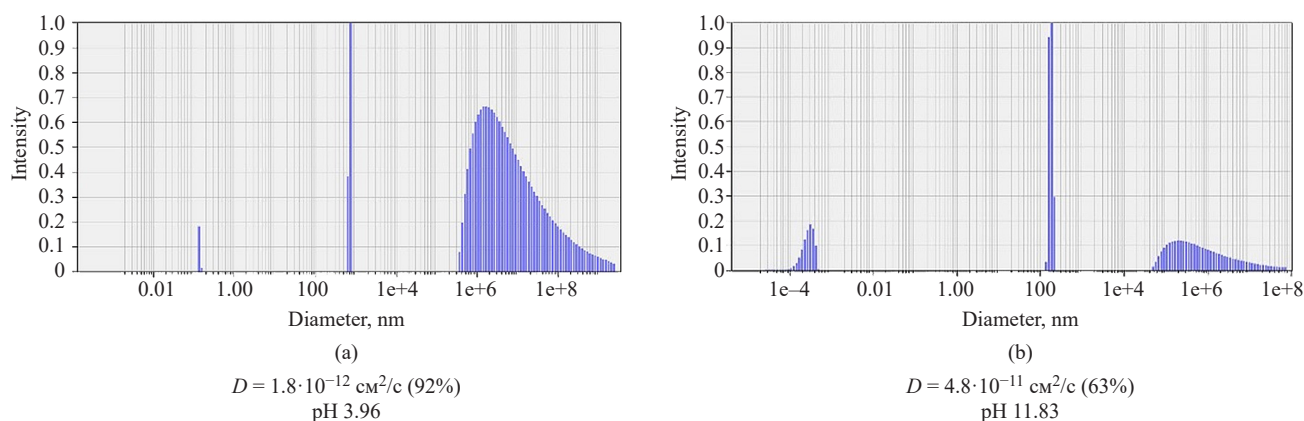 1.0
0.9
0.8
0.7
0.6
0.5
0.4
0.3
0.2
0.1
0
Intensity
0.01 1.00 100 1e+4 1e+6 1e+8
Diameter, nm
(a)
D = 1.8·10⁻¹² см²/с (92%)
pH 3.96
1.0
0.9
0.8
0.7
0.6
0.5
0.4
0.3
0.2
0.1
0
Intensity
1e−4 0.01 1.00 100 1e+4 1e+6 1e+8
Diameter, nm
(b)
D = 4.8·10⁻¹¹ см²/с (63%)
pH 11.83